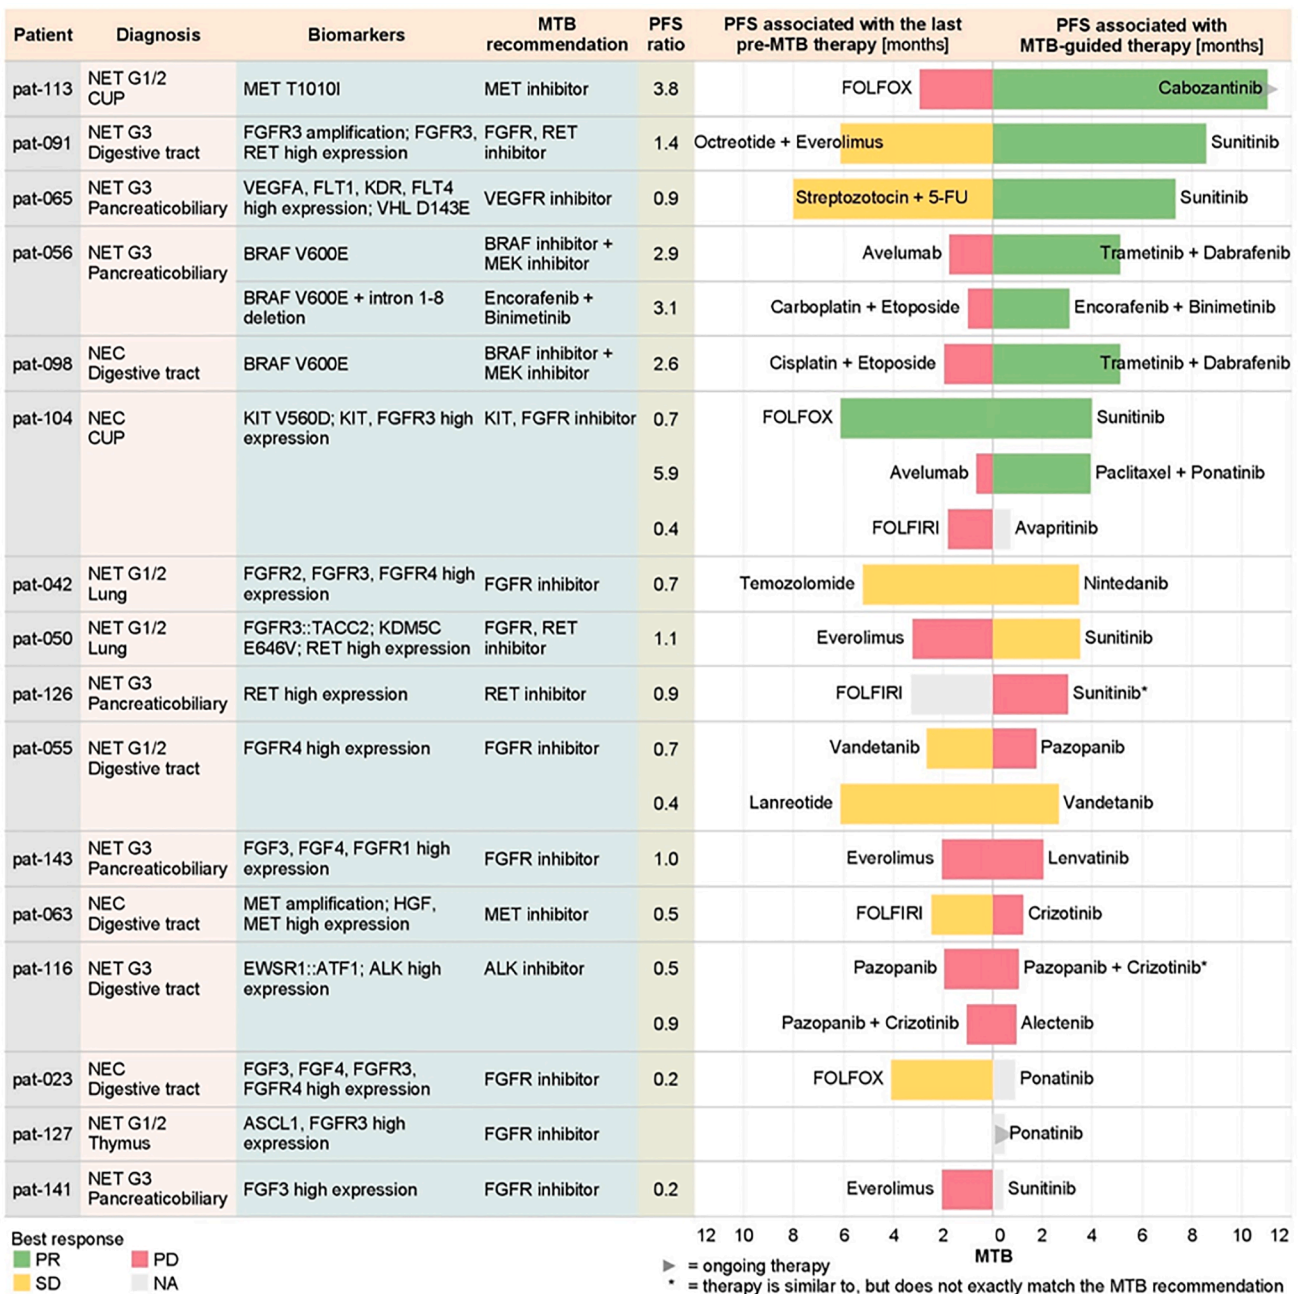 Patient Diagnosis Biomarkers MTB recommendation PFS ratio PFS associated with the last pre-MTB therapy [months] PFS associated with MTB-guided therapy [months]
pat-113 NET G1/2 CUP MET T1010I MET inhibitor 3.8 FOLFOX Cabozantinib
pat-091 NET G3 Digestive tract FGFR3 amplification; FGFR3, RET high expression FGFR, RET inhibitor 1.4 Octreotide + Everolimus Sunitinib
pat-065 NET G3 Pancreaticobiliary VEGFA, FLT1, KDR, FLT4 high expression; VHL D143E VEGFR inhibitor 0.9 Streptozotocin + 5-FU Sunitinib
pat-056 NET G3 Pancreaticobiliary BRAF V600E BRAF inhibitor + MEK inhibitor 2.9 Avelumab Trametinib + Dabrafenib
BRAF V600E + intron 1-8 deletion Encorafenib + Binimetinib 3.1 Carboplatin + Etoposide Encorafenib + Binimetinib
pat-098 NEC Digestive tract BRAF V600E BRAF inhibitor + MEK inhibitor 2.6 Cisplatin + Etoposide Trametinib + Dabrafenib
pat-104 NEC CUP KIT V560D; KIT, FGFR3 high expression KIT, FGFR inhibitor 0.7 FOLFOX Sunitinib
5.9 Avelumab Paclitaxel + Ponatinib
0.4 FOLFIRI Avapritinib
pat-042 NET G1/2 Lung FGFR2, FGFR3, FGFR4 high expression FGFR inhibitor 0.7 Temozolomide Nintedanib
pat-050 NET G1/2 Lung FGFR3::TACC2; KDM5C E646V; RET high expression FGFR, RET inhibitor 1.1 Everolimus Sunitinib
pat-126 NET G3 Pancreaticobiliary RET high expression RET inhibitor 0.9 FOLFIRI Sunitinib*
pat-055 NET G1/2 Digestive tract FGFR4 high expression FGFR inhibitor 0.7 Vandetanib Pazopanib
0.4 Lanreotide Vandetanib
pat-143 NET G3 Pancreaticobiliary FGF3, FGF4, FGFR1 high expression FGFR inhibitor 1.0 Everolimus Lenvatinib
pat-063 NEC Digestive tract MET amplification; HGF, MET high expression MET inhibitor 0.5 FOLFIRI Crizotinib
pat-116 NET G3 Digestive tract EWSR1::ATF1; ALK high expression ALK inhibitor 0.5 Pazopanib Pazopanib + Crizotinib*
0.9 Pazopanib + Crizotinib Alectenib
pat-023 NEC Digestive tract FGF3, FGF4, FGFR3, FGFR4 high expression FGFR inhibitor 0.2 FOLFOX Ponatinib
pat-127 NET G1/2 Thymus ASCL1, FGFR3 high expression FGFR inhibitor Ponatinib
pat-141 NET G3 Pancreaticobiliary FGF3 high expression FGFR inhibitor 0.2 Everolimus Sunitinib
12 10 8 6 4 2 0 2 4 6 8 10 12
MTB
Best response
PR PD
SD NA
= ongoing therapy
* = therapy is similar to, but does not exactly match the MTB recommendation